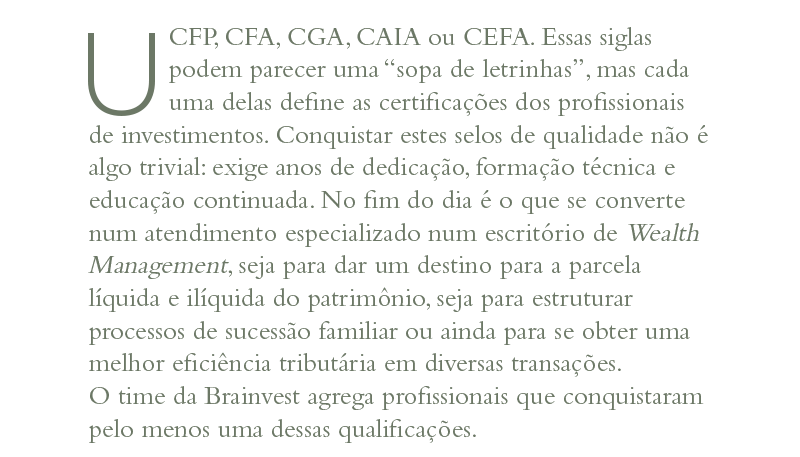 UCFP, CFA, CGA, CAIA ou CEFA. Essas siglas
podem parecer uma “sopa de letrinhas”, mas cada
uma delas define as certificações dos profissionais
de investimentos. Conquistar estes selos de qualidade não é
algo trivial: exige anos de dedicação, formação técnica e
educação continuada. No fim do dia é o que se converte
num atendimento especializado num escritório de Wealth
Management, seja para dar um destino para a parcela
líquida e ilíquida do patrimônio, seja para estruturar
processos de sucessão familiar ou ainda para se obter uma
melhor eficiência tributária em diversas transações.
O time da Brainvest agrega profissionais que conquistaram
pelo menos uma dessas qualificações.